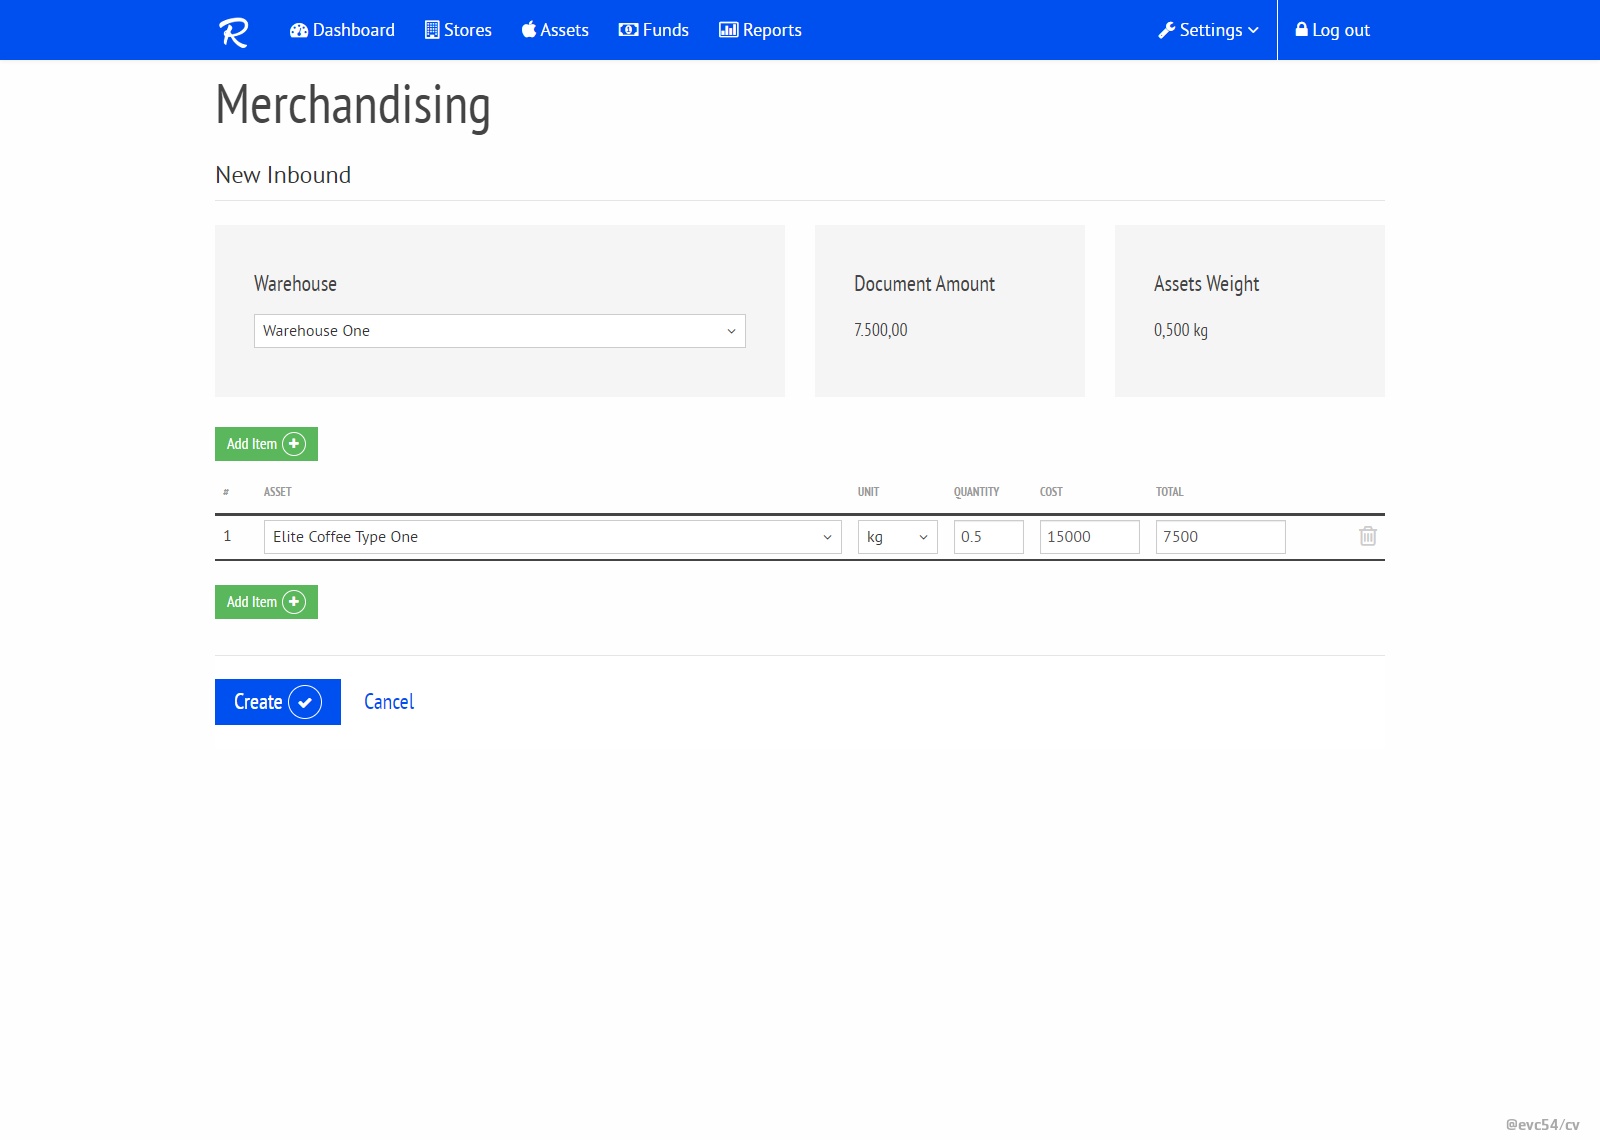 R Dashboard Stores Assets Funds Reports Settings Log out
Merchandising
New Inbound
Warehouse Document Amount Assets Weight
Warehouse One 7.500,00 0,500 kg
Add Item
# ASSET UNIT QUANTITY COST TOTAL
1 Elite Coffee Type One kg 0.5 15000 7500
Add Item
Create Cancel
@evc54/cv